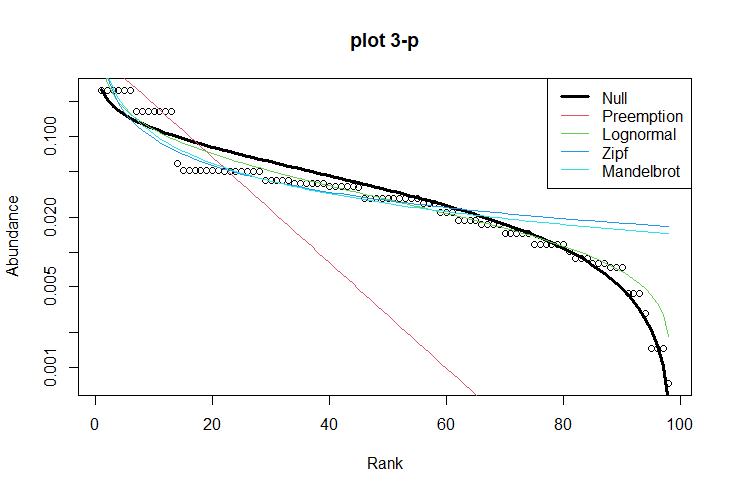 plot 3-p
Null
Preemption
Lognormal
Zipf
Mandelbrot
Abundance
0.100
0.020
0.005
0.001
0 20 40 60 80 100
Rank